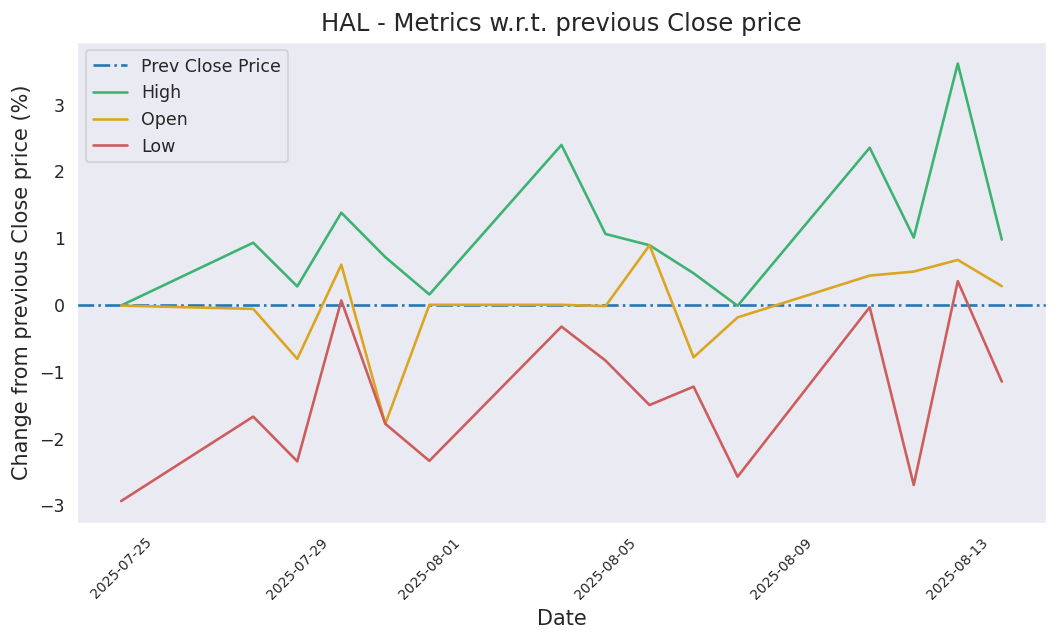 HAL - Metrics w.r.t. previous Close price
Prev Close Price
High
Open
Low
Change from previous Close price (%)
3
2
1
0
−1
−2
−3
2025-07-25
2025-07-29
2025-08-01
2025-08-05
2025-08-09
2025-08-13
Date